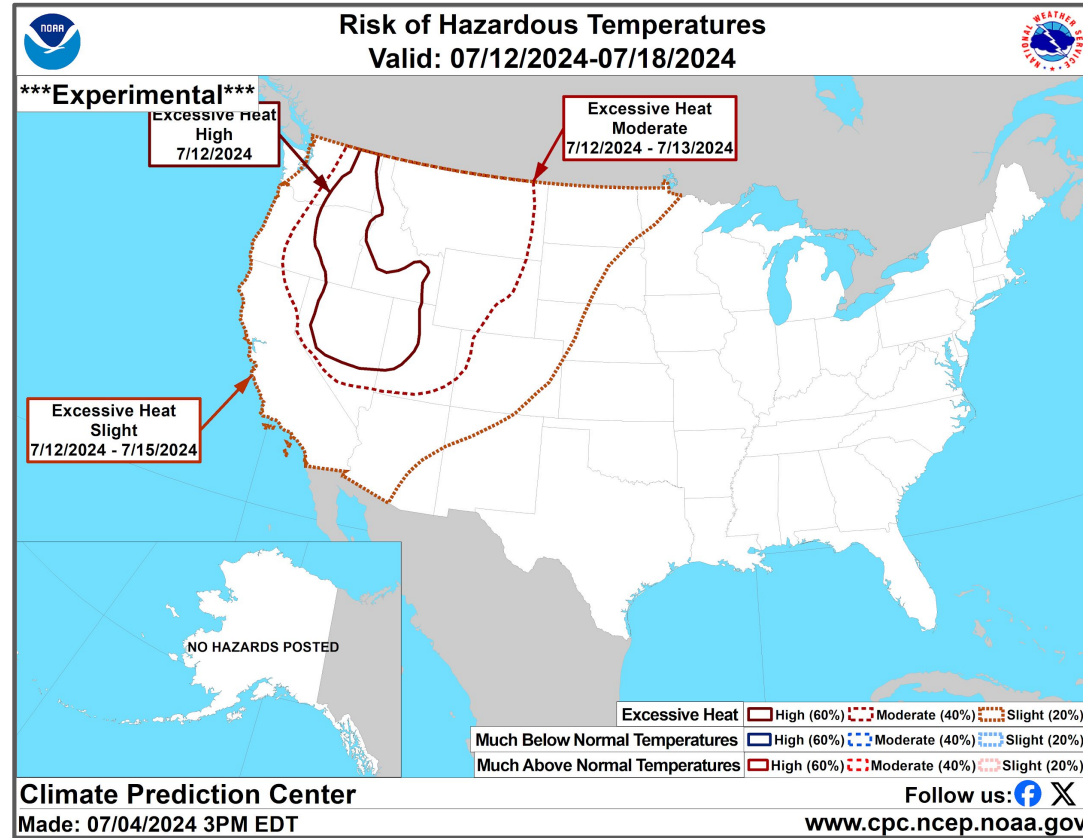 NOAA
Risk of Hazardous Temperatures
Valid: 07/12/2024-07/18/2024
NATIONAL WEATHER SERVICE
***Experimental***
Excessive Heat
High
7/12/2024
Excessive Heat
Moderate
7/12/2024 - 7/13/2024
Excessive Heat
Slight
7/12/2024 - 7/15/2024
NO HAZARDS POSTED
Excessive Heat High (60%) Moderate (40%) Slight (20%)
Much Below Normal Temperatures High (60%) Moderate (40%) Slight (20%)
Much Above Normal Temperatures High (60%) Moderate (40%) Slight (20%)
Climate Prediction Center
Follow us:
Made: 07/04/2024 3PM EDT
www.cpc.ncep.noaa.gov